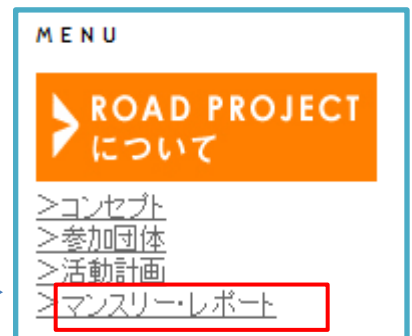 MENU
ROAD PROJECT
について
>コンセプト
>参加団体
>活動計画
>マンスリー・レポート